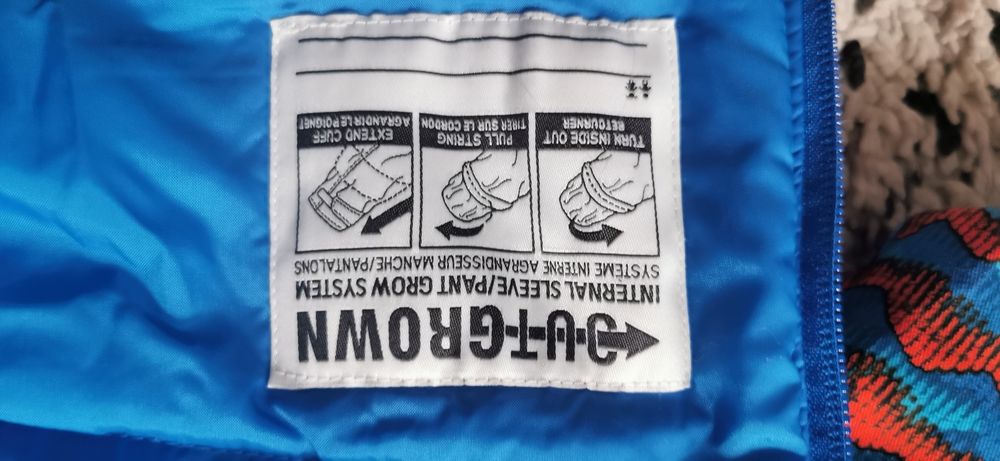 OUTGROWN
INTERNAL SLEEVE/PANT GROW SYSTEM
SYSTEME INTERNE AGRANDISSEUR MANCHE/PANTALONS
TURN INSIDE OUT
RETOURNER
PULL STRING
TIRER SUR LE CORDON
EXTEND CUFF
AGRANDIR LE POIGNET